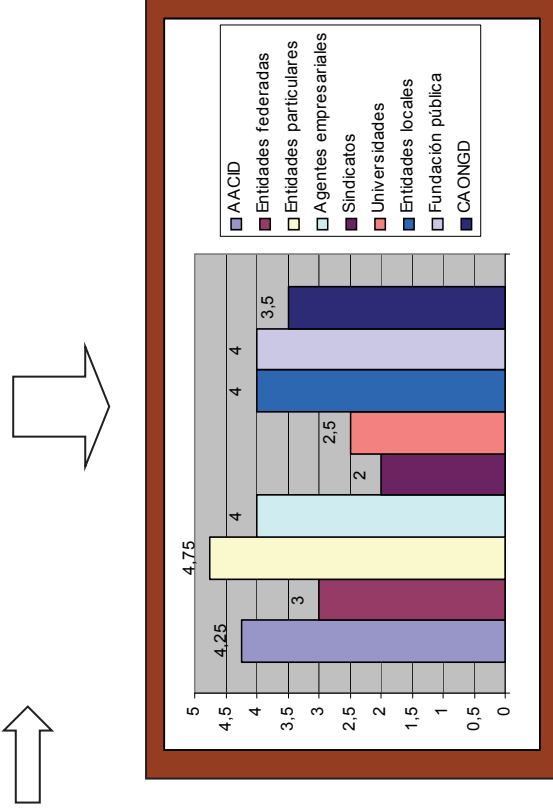 4,25
3
4,75
4
2
2,5
4
4
3,5
5
4,5
4
3,5
3
2,5
2
1,5
1
0,5
0
AACID
Entidades federadas
Entidades particulares
Agentes empresariales
Sindicatos
Universidades
Entidades locales
Fundación pública
CAONGD